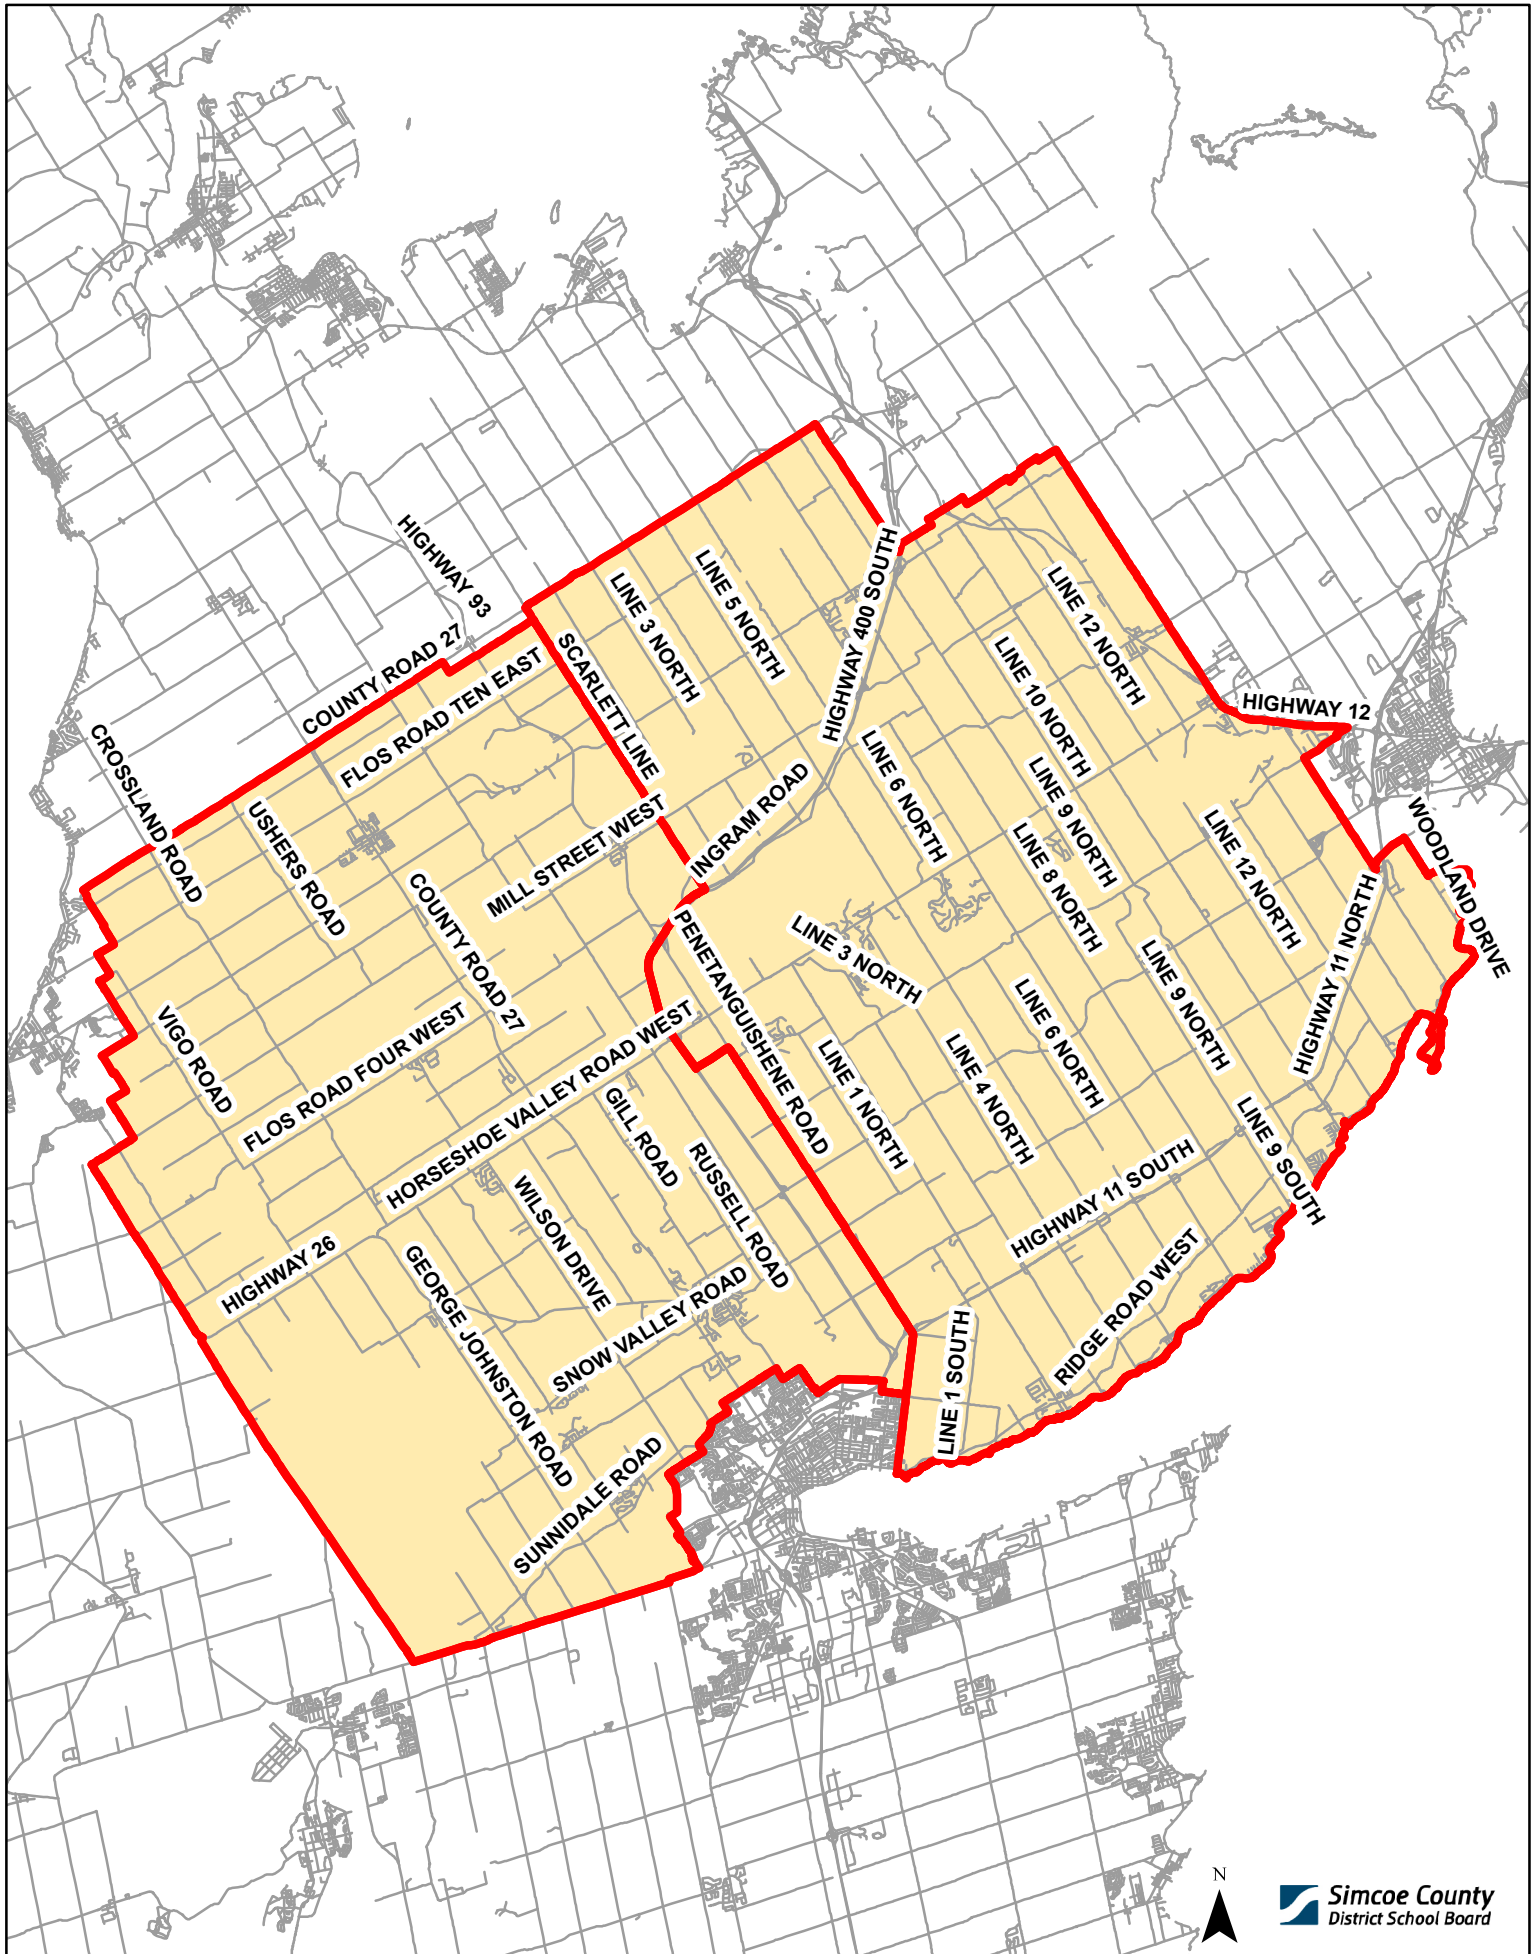 HIGHWAY 93
COUNTY ROAD 27
FLOS ROAD TEN EAST
SCARLETT LINE
LINE 3 NORTH
LINE 5 NORTH
HIGHWAY 400 SOUTH
LINE 12 NORTH
LINE 10 NORTH
HIGHWAY 12
CROSSLAND ROAD
USHERS ROAD
MILL STREET WEST
INGRAM ROAD
LINE 6 NORTH
LINE 9 NORTH
LINE 8 NORTH
LINE 12 NORTH
WOODLAND DRIVE
COUNTY ROAD 27
PENETANGUISHENE ROAD
LINE 3 NORTH
LINE 9 NORTH
HIGHWAY 11 NORTH
VIGO ROAD
FLOS ROAD FOUR WEST
HORSESHOE VALLEY ROAD WEST
LINE 1 NORTH
LINE 4 NORTH
LINE 6 NORTH
GILL ROAD
RUSSELL ROAD
WILSON DRIVE
HIGHWAY 11 SOUTH
LINE 9 SOUTH
HIGHWAY 26
GEORGE JOHNSTON ROAD
SNOW VALLEY ROAD
RIDGE ROAD WEST
LINE 1 SOUTH
SUNNIDALE ROAD
N
Simcoe County
District School Board